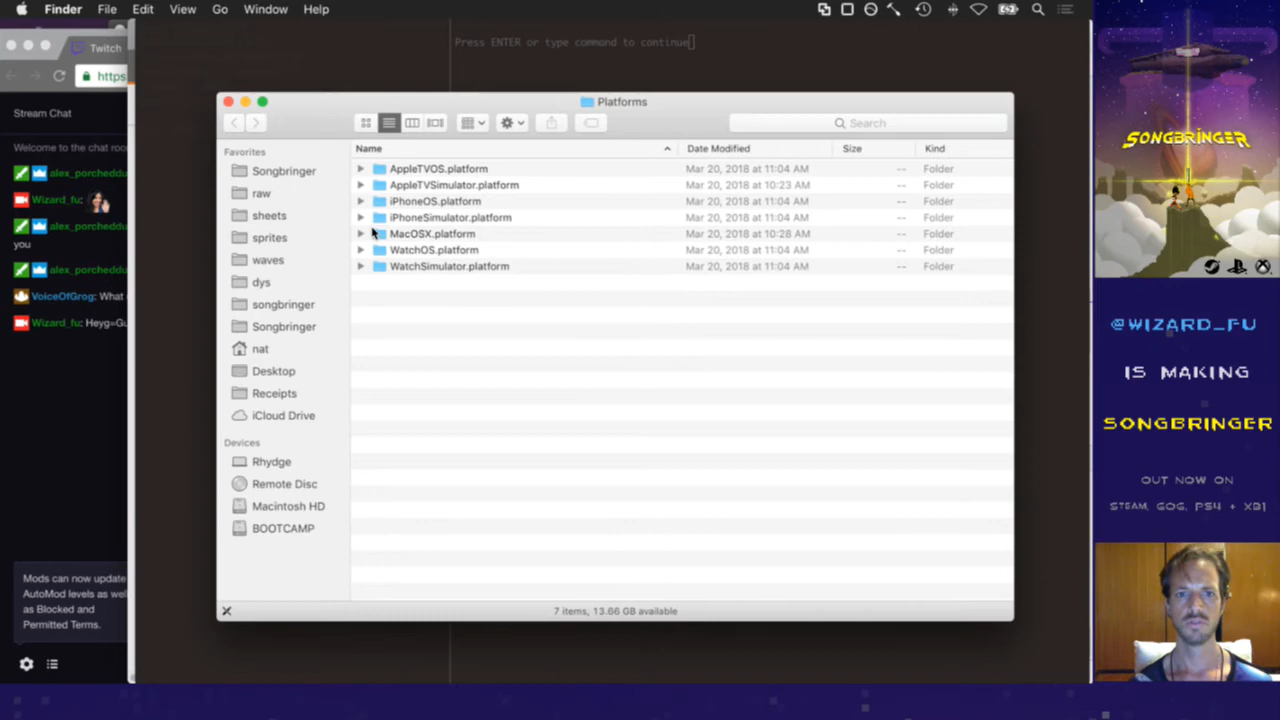 Finder File Edit View Go Window Help
Press ENTER or type command to continue
Twitch
https
Stream Chat
Welcome to the chat roo
alex_porcheddu
Wizard_fu:
alex_porcheddu
you
alex_porcheddu
VoiceOfGrog: What
Wizard_fu: Heyg=Gu
Mods can now update
AutoMod levels as wel
as Blocked and
Permitted Terms.
Platforms
Search
Favorites
Songbringer
raw
sheets
sprites
waves
dys
songbringer
Songbringer
nat
Desktop
Receipts
iCloud Drive
Devices
Rhydge
Remote Disc
Macintosh HD
BOOTCAMP
Name Date Modified Size Kind
AppleTVOS.platform Mar 20, 2018 at 11:04 AM -- Folder
AppleTVSimulator.platform Mar 20, 2018 at 10:23 AM -- Folder
iPhoneOS.platform Mar 20, 2018 at 11:04 AM -- Folder
iPhoneSimulator.platform Mar 20, 2018 at 11:04 AM -- Folder
MacOSX.platform Mar 20, 2018 at 10:28 AM -- Folder
WatchOS.platform Mar 20, 2018 at 11:04 AM -- Folder
WatchSimulator.platform Mar 20, 2018 at 11:04 AM -- Folder
7 items, 13.66 GB available
SONGBRINGER
@WIZARD_FU
IS MAKING
SONGBRINGER
OUT NOW ON
STEAM, GOG, PS4 + XB1